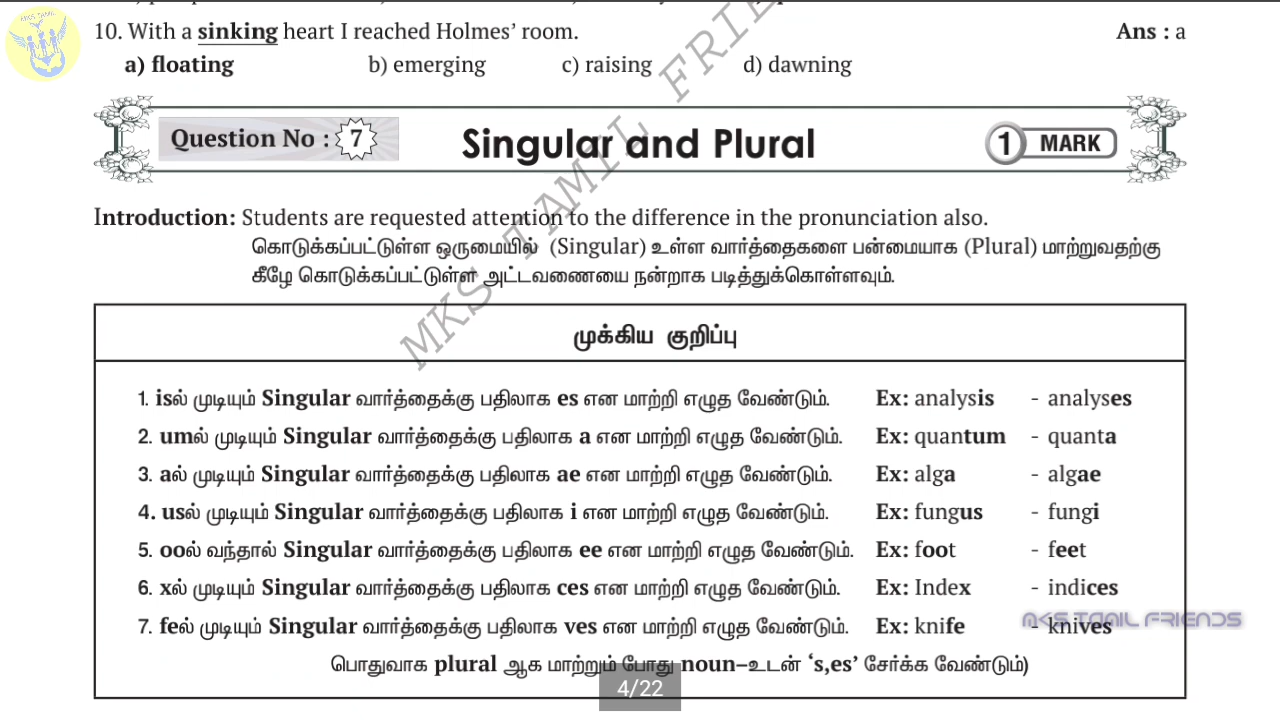 10. With a sinking heart I reached Holmes’ room. Ans : a
a) floating b) emerging c) raising d) dawning
Question No : 7 Singular and Plural 1 MARK
Introduction: Students are requested attention to the difference in the pronunciation also.
கொடுக்கப்பட்டுள்ள ஒருமையில் (Singular) உள்ள வார்த்தைகளை பன்மையாக (Plural) மாற்றுவதற்கு
கீழே கொடுக்கப்பட்டுள்ள அட்டவணையை நன்றாக படித்துக்கொள்ளவும்.
முக்கிய குறிப்பு
1. isல் முடியும் Singular வார்த்தைக்கு பதிலாக es என மாற்றி எழுத வேண்டும். Ex: analysis - analyses
2. umல் முடியும் Singular வார்த்தைக்கு பதிலாக a என மாற்றி எழுத வேண்டும். Ex: quantum - quanta
3. aல் முடியும் Singular வார்த்தைக்கு பதிலாக ae என மாற்றி எழுத வேண்டும். Ex: alga - algae
4. usல் முடியும் Singular வார்த்தைக்கு பதிலாக i என மாற்றி எழுத வேண்டும். Ex: fungus - fungi
5. ooல் வந்தால் Singular வார்த்தைக்கு பதிலாக ee என மாற்றி எழுத வேண்டும். Ex: foot - feet
6. xல் முடியும் Singular வார்த்தைக்கு பதிலாக ces என மாற்றி எழுத வேண்டும். Ex: Index - indices
7. feல் முடியும் Singular வார்த்தைக்கு பதிலாக ves என மாற்றி எழுத வேண்டும். Ex: knife - knives
MKS TAMIL FRIENDS
பொதுவாக plural ஆக மாற்றும் போது noun–உடன் ‘s,es’ சேர்க்க வேண்டும்)
4/22
MKS TAMIL